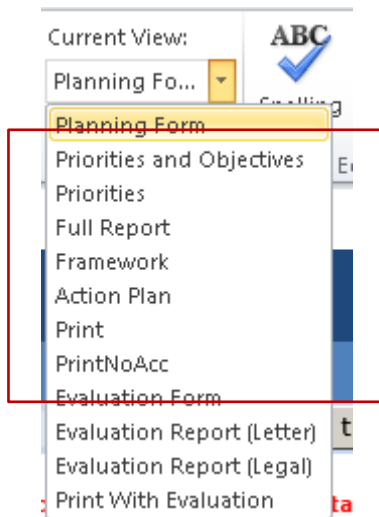 Current View:
ABC
Planning Fo...
Spelling
Planning Form
Priorities and Objectives
Priorities
Full Report
Framework
Action Plan
Print
PrintNoAcc
Evaluation Form
Evaluation Report (Letter)
t
Evaluation Report (Legal)
Print With Evaluation
ta